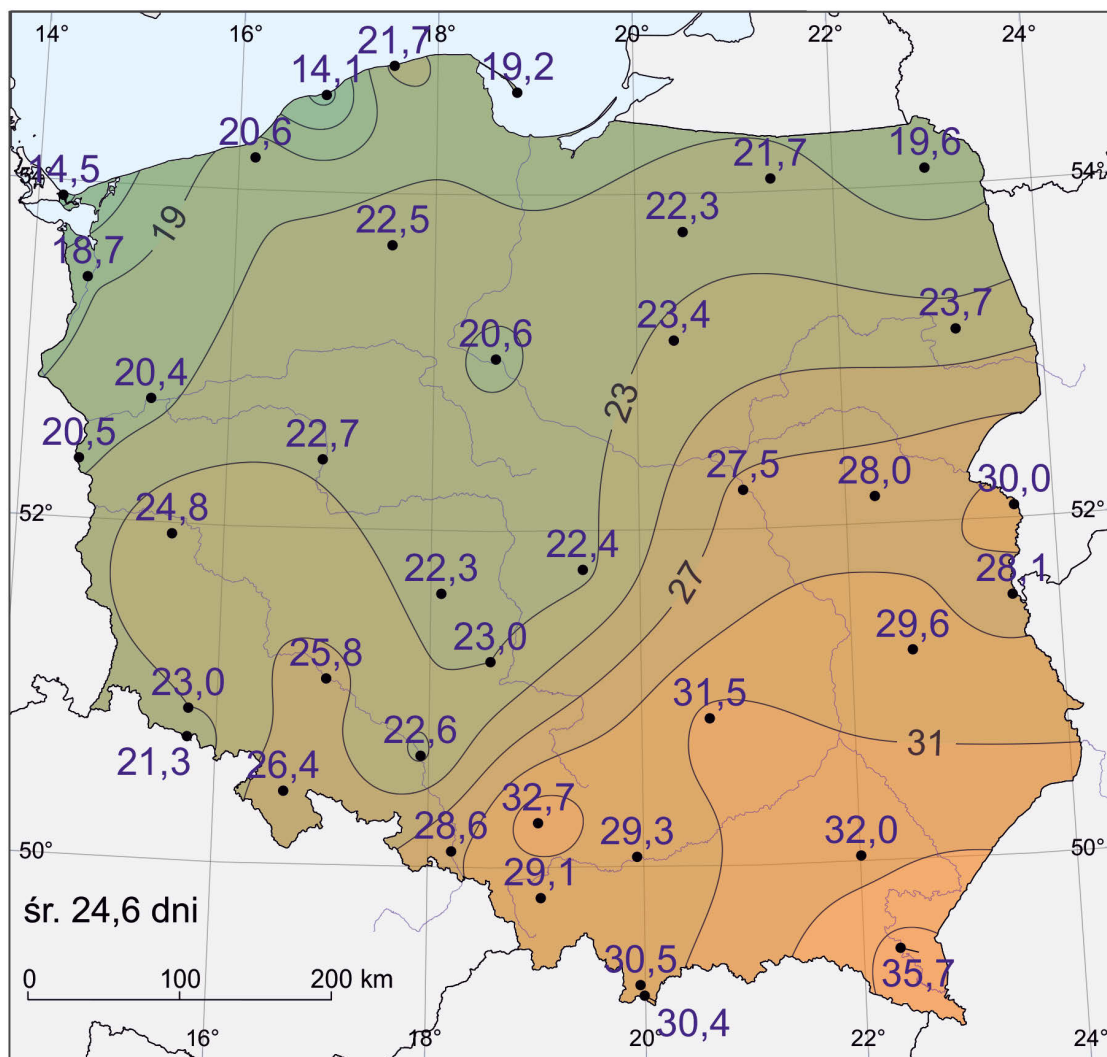 14° 16° 18° 20° 22° 24°
21,7
14,1 19,2
20,6 21,7 19,6
14,5 54° 54°
19 22,5 22,3
18,7
20,6 23,4 23,7
20,4 23
20,5 22,7 27,5 28,0 30,0
52° 24,8 52°
22,3 22,4 27 28,1
23,0 29,6
25,8
23,0 31,5
21,3 22,6 31
26,4
32,7
28,6 29,3 32,0
50° 50°
29,1
śr. 24,6 dni
30,5 35,7
0 100 200 km
30,4
16° 18° 20° 22° 24°